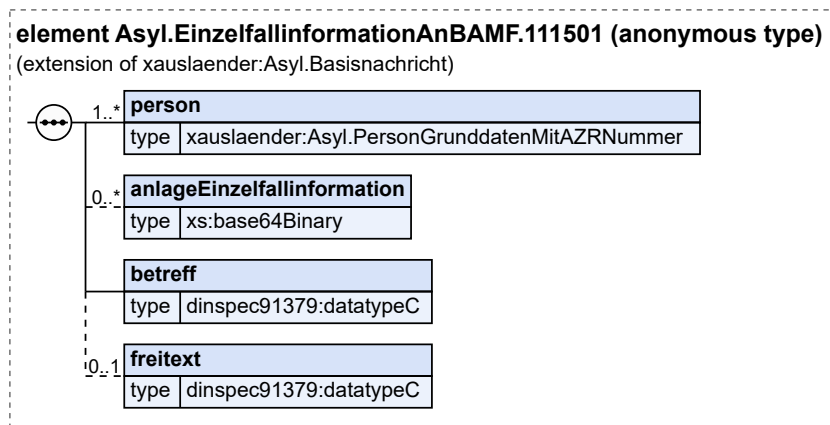 element Asyl.EinzelfallinformationAnBAMF.111501 (anonymous type)
(extension of xauslaender:Asyl.Basisnachricht)
1..* person
type xauslaender:Asyl.PersonGrunddatenMitAZRNummer
0..* anlageEinzelfallinformation
type xs:base64Binary
betreff
type dinspec91379:datatypeC
0..1 freitext
type dinspec91379:datatypeC